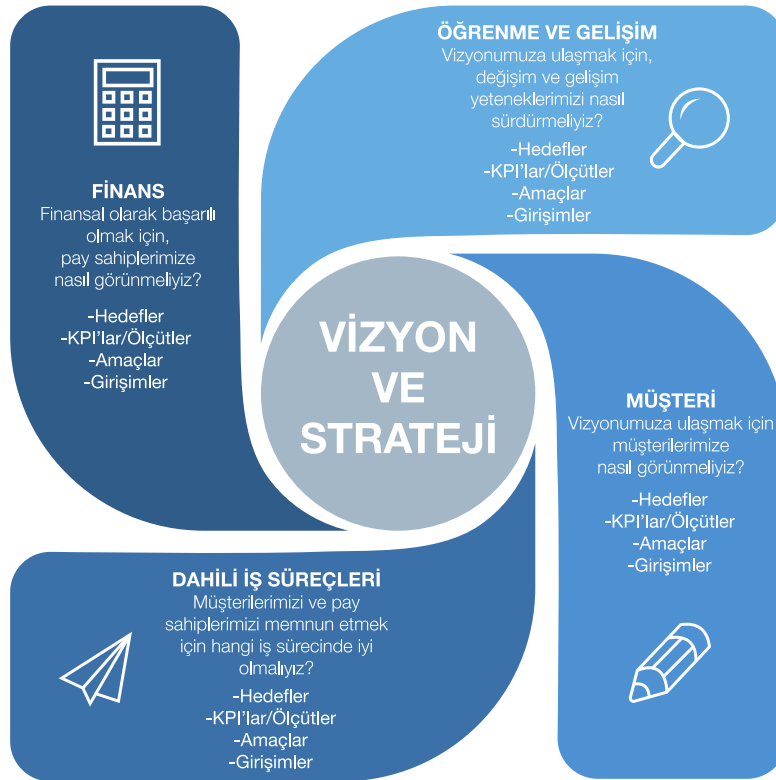 FİNANS
Finansal olarak başarılı
olmak için,
pay sahiplerimize
nasıl görünmeliyiz?
-Hedefler
-KPI'lar/Ölçütler
-Amaçlar
-Girişimler
ÖĞRENME VE GELİŞİM
Vizyonumuza ulaşmak için,
değişim ve gelişim
yeteneklerimizi nasıl
sürdürmeliyiz?
-Hedefler
-KPI'lar/Ölçütler
-Amaçlar
-Girişimler
VİZYON
VE
STRATEJİ
MÜŞTERİ
Vizyonumuza ulaşmak için
müşterilerimize
nasıl görünmeliyiz?
-Hedefler
-KPI'lar/Ölçütler
-Amaçlar
-Girişimler
DAHİLİ İŞ SÜREÇLERİ
Müşterilerimizi ve pay
sahiplerimizi memnun etmek
için hangi iş sürecinde iyi
olmalıyız?
-Hedefler
-KPI'lar/Ölçütler
-Amaçlar
-Girişimler